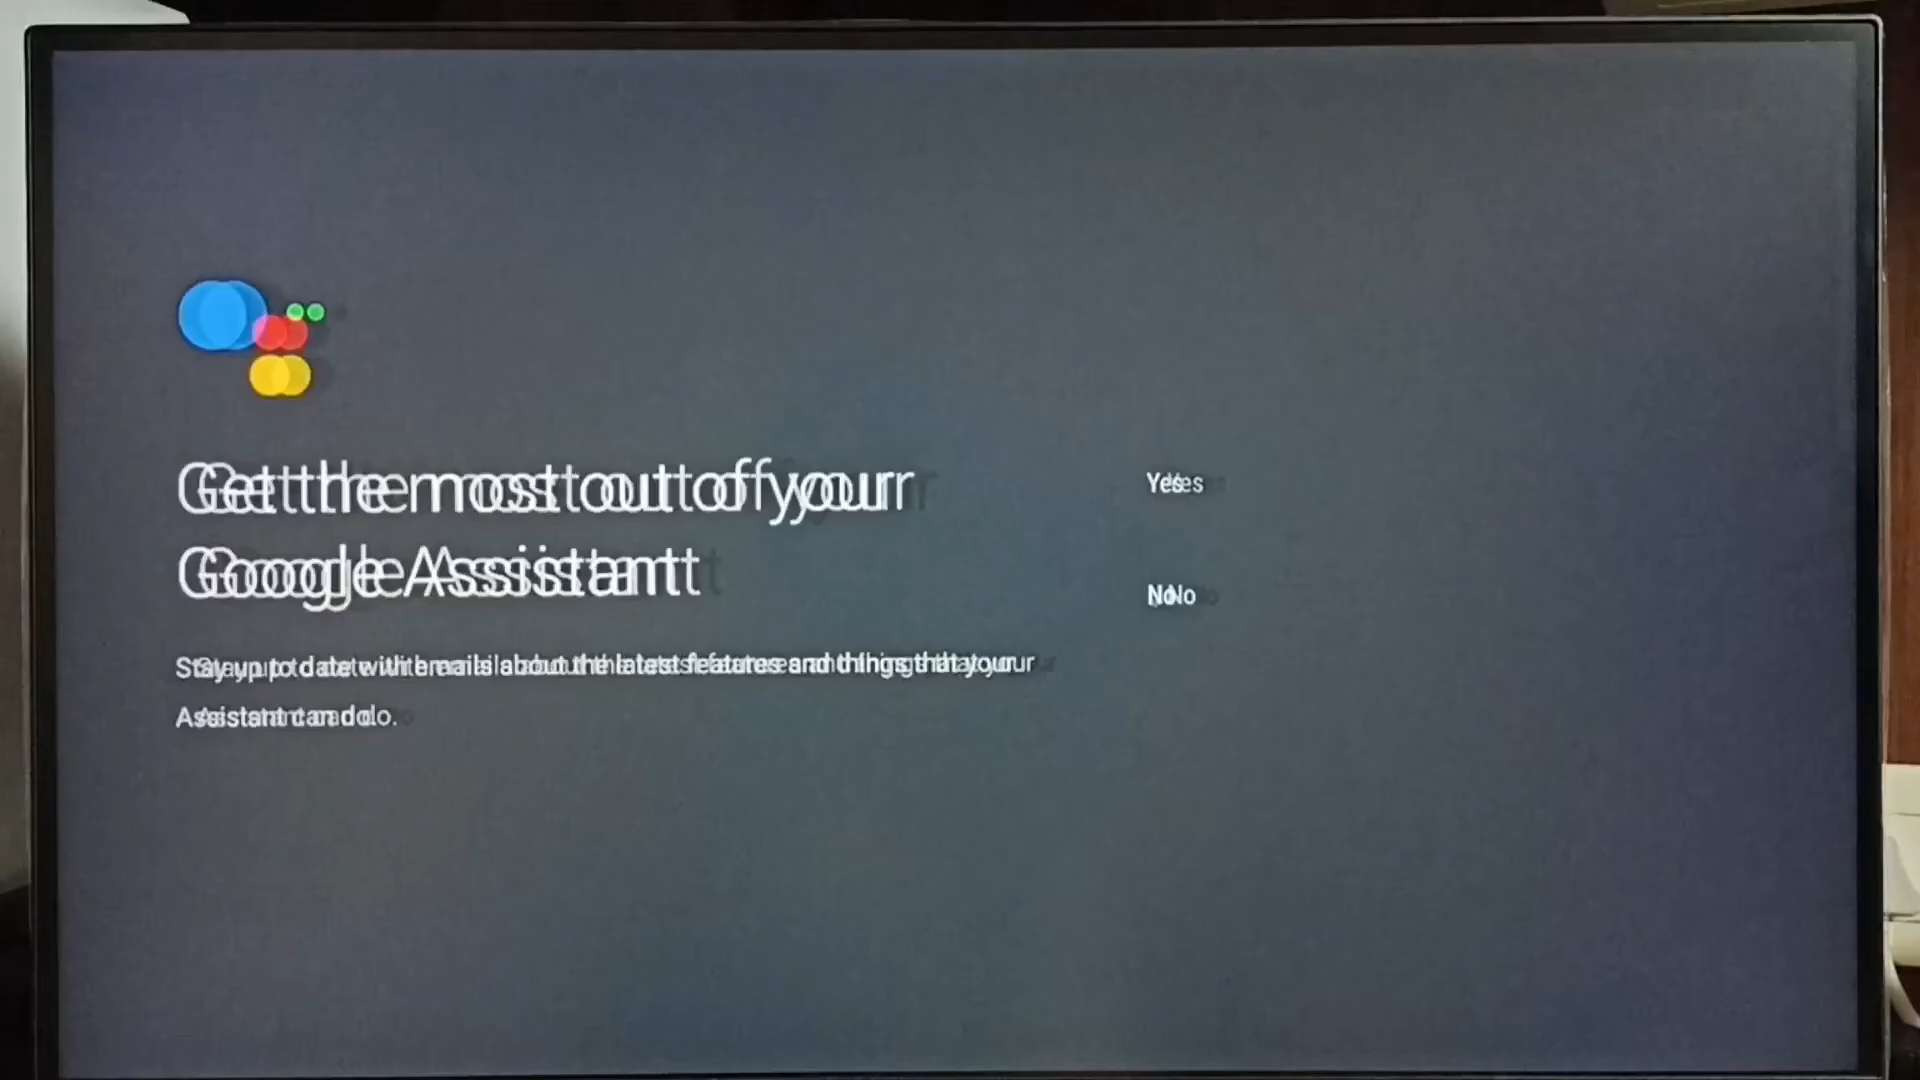 Get the most out of your
Google Assistant
Yes
No
Stay up to date with emails about the latest features and things that your
Assistant can do.